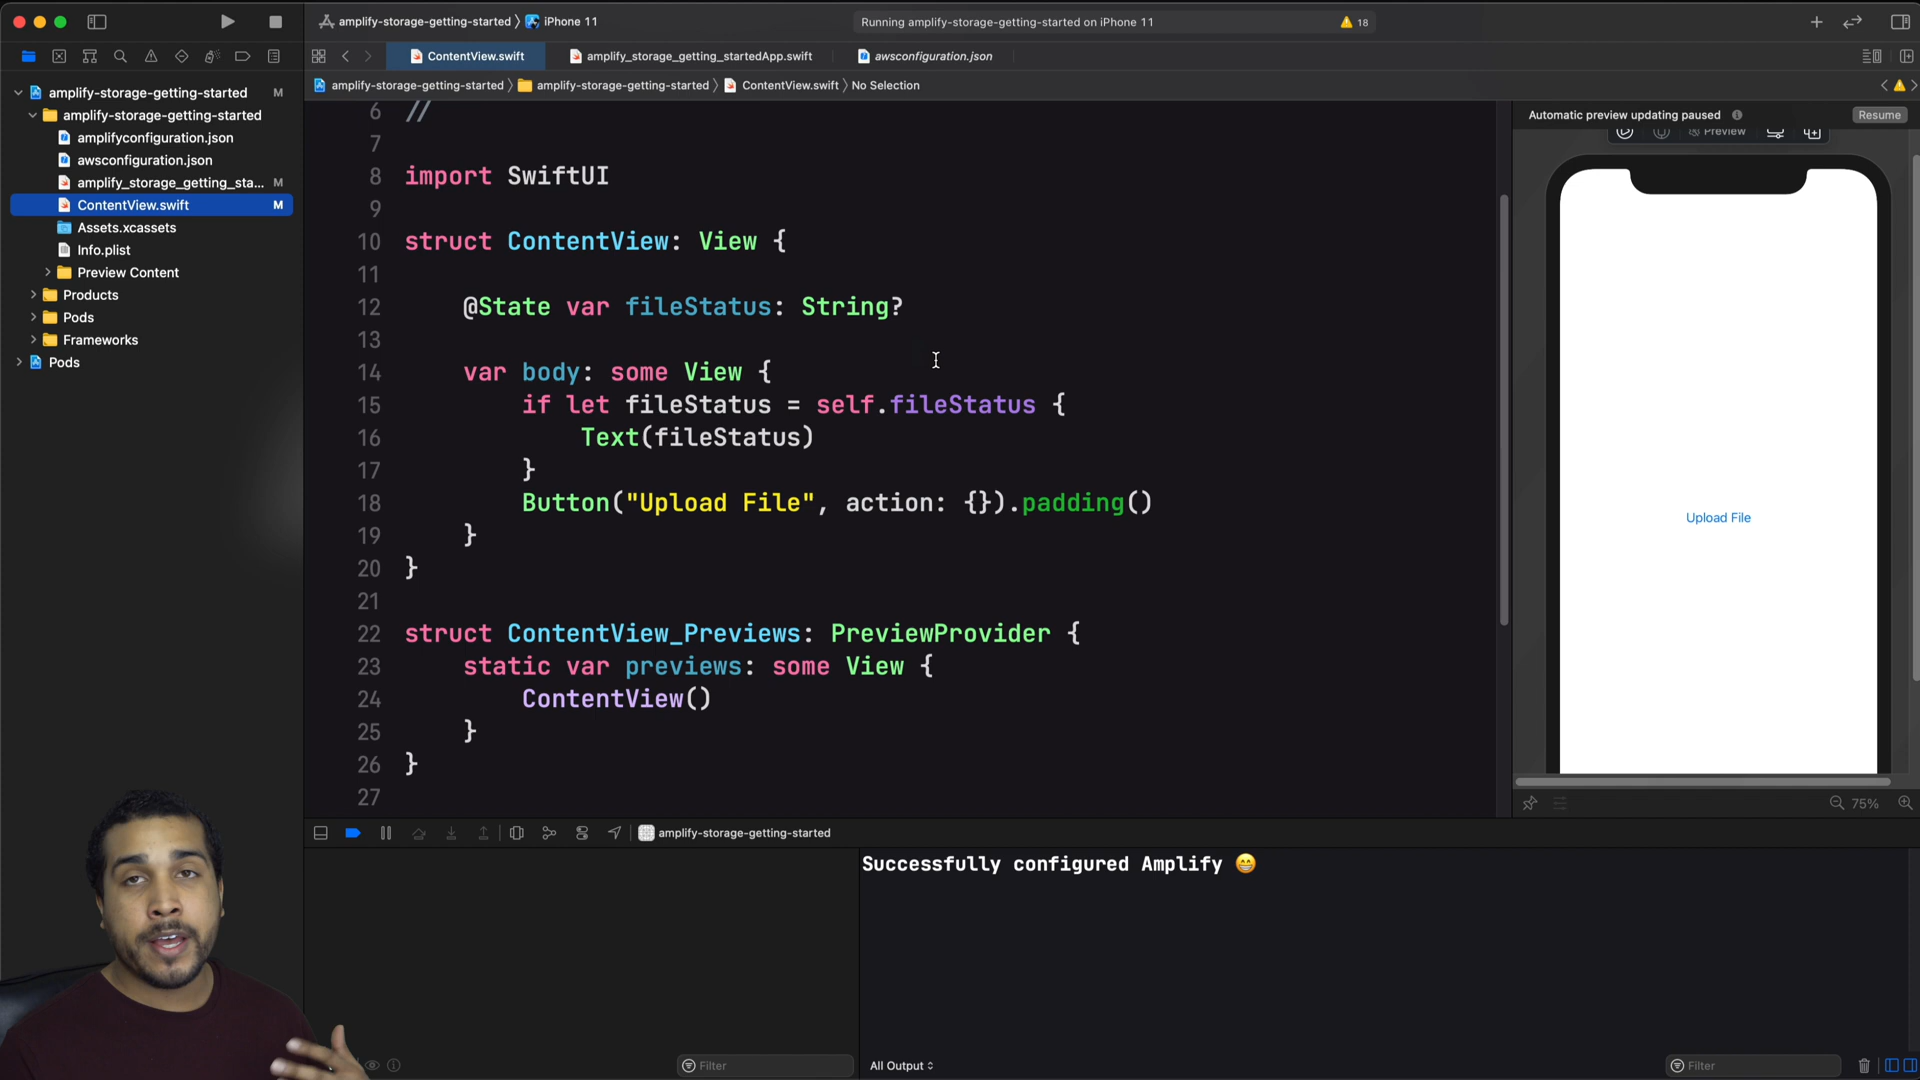 amplify-storage-getting-started
iPhone 11
Running amplify-storage-getting-started on iPhone 11
18
ContentView.swift
amplify_storage_getting_startedApp.swift
awsconfiguration.json
amplify-storage-getting-started
amplify-storage-getting-started
ContentView.swift
No Selection
amplify-storage-getting-started M
amplify-storage-getting-started
amplifyconfiguration.json
awsconfiguration.json
amplify_storage_getting_sta... M
ContentView.swift M
Assets.xcassets
Info.plist
Preview Content
Products
Pods
Frameworks
Pods
6 //
7
8 import SwiftUI
9
10 struct ContentView: View {
11
12 @State var fileStatus: String?
13
14 var body: some View {
15 if let fileStatus = self.fileStatus {
16 Text(fileStatus)
17 }
18 Button("Upload File", action: {}).padding()
19 }
20 }
21
22 struct ContentView_Previews: PreviewProvider {
23 static var previews: some View {
24 ContentView()
25 }
26 }
27
Automatic preview updating paused
Resume
Preview
Upload File
75%
amplify-storage-getting-started
Successfully configured Amplify 😁
Filter
All Output
Filter